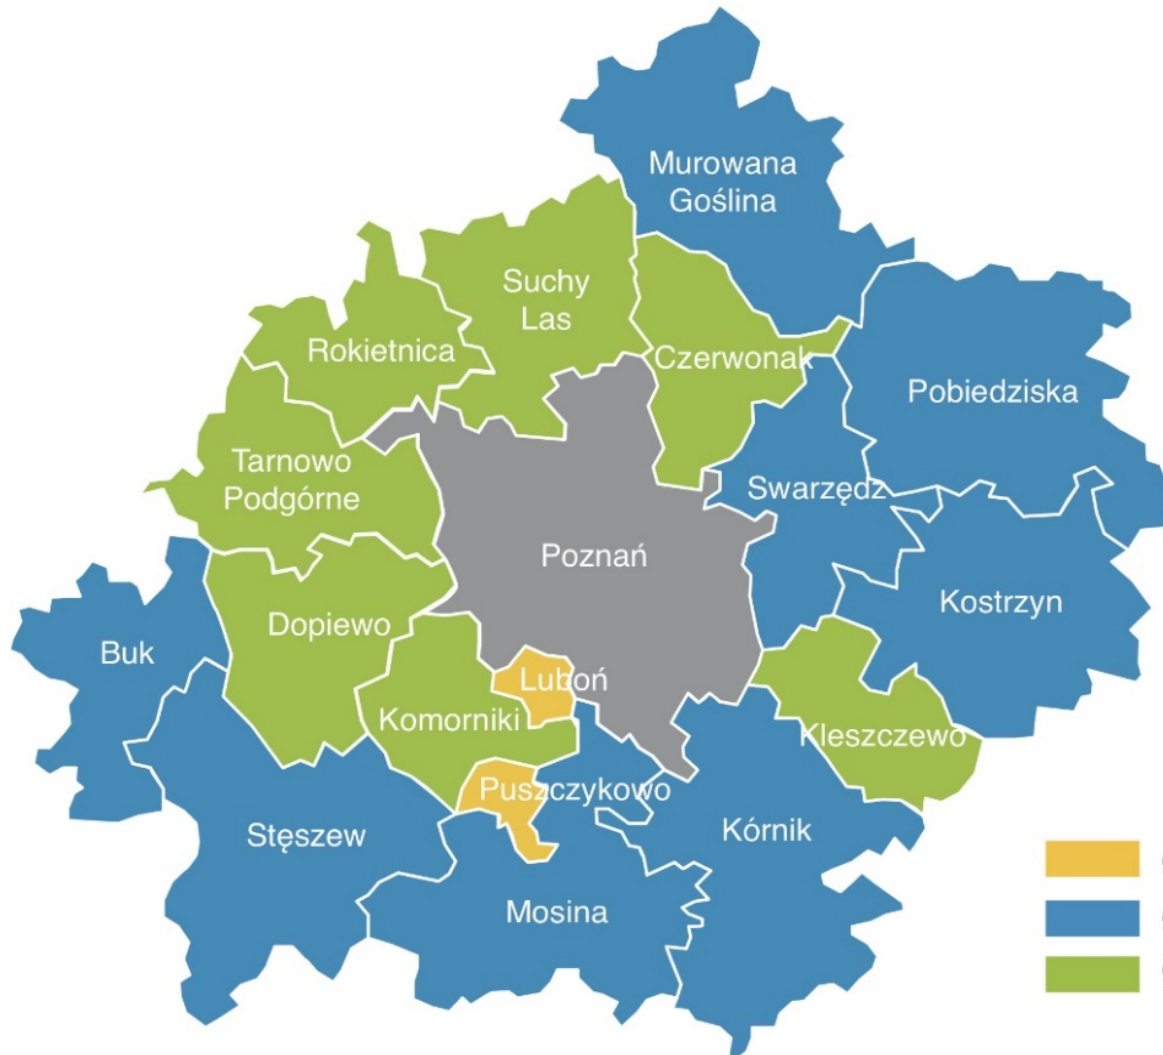 Murowana
Goślina
Suchy
Las
Rokietnica
Czerwonak
Pobiedziska
Tarnowo
Podgórne
Swarzędz
Poznań
Kostrzyn
Dopiewo
Buk
Luboń
Komorniki
Kleszczewo
Puszczykowo
Stęszew
Kórnik
Mosina